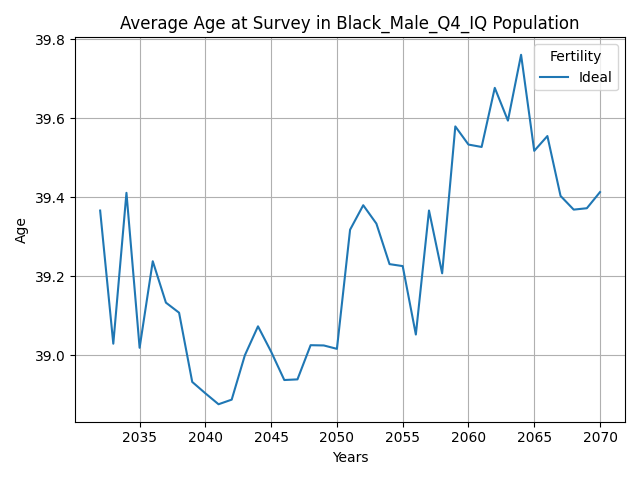 Average Age at Survey in Black_Male_Q4_IQ Population
Fertility
Ideal
39.8
39.6
39.4
39.2
39.0
Age
2035
2040
2045
2050
2055
2060
2065
2070
Years